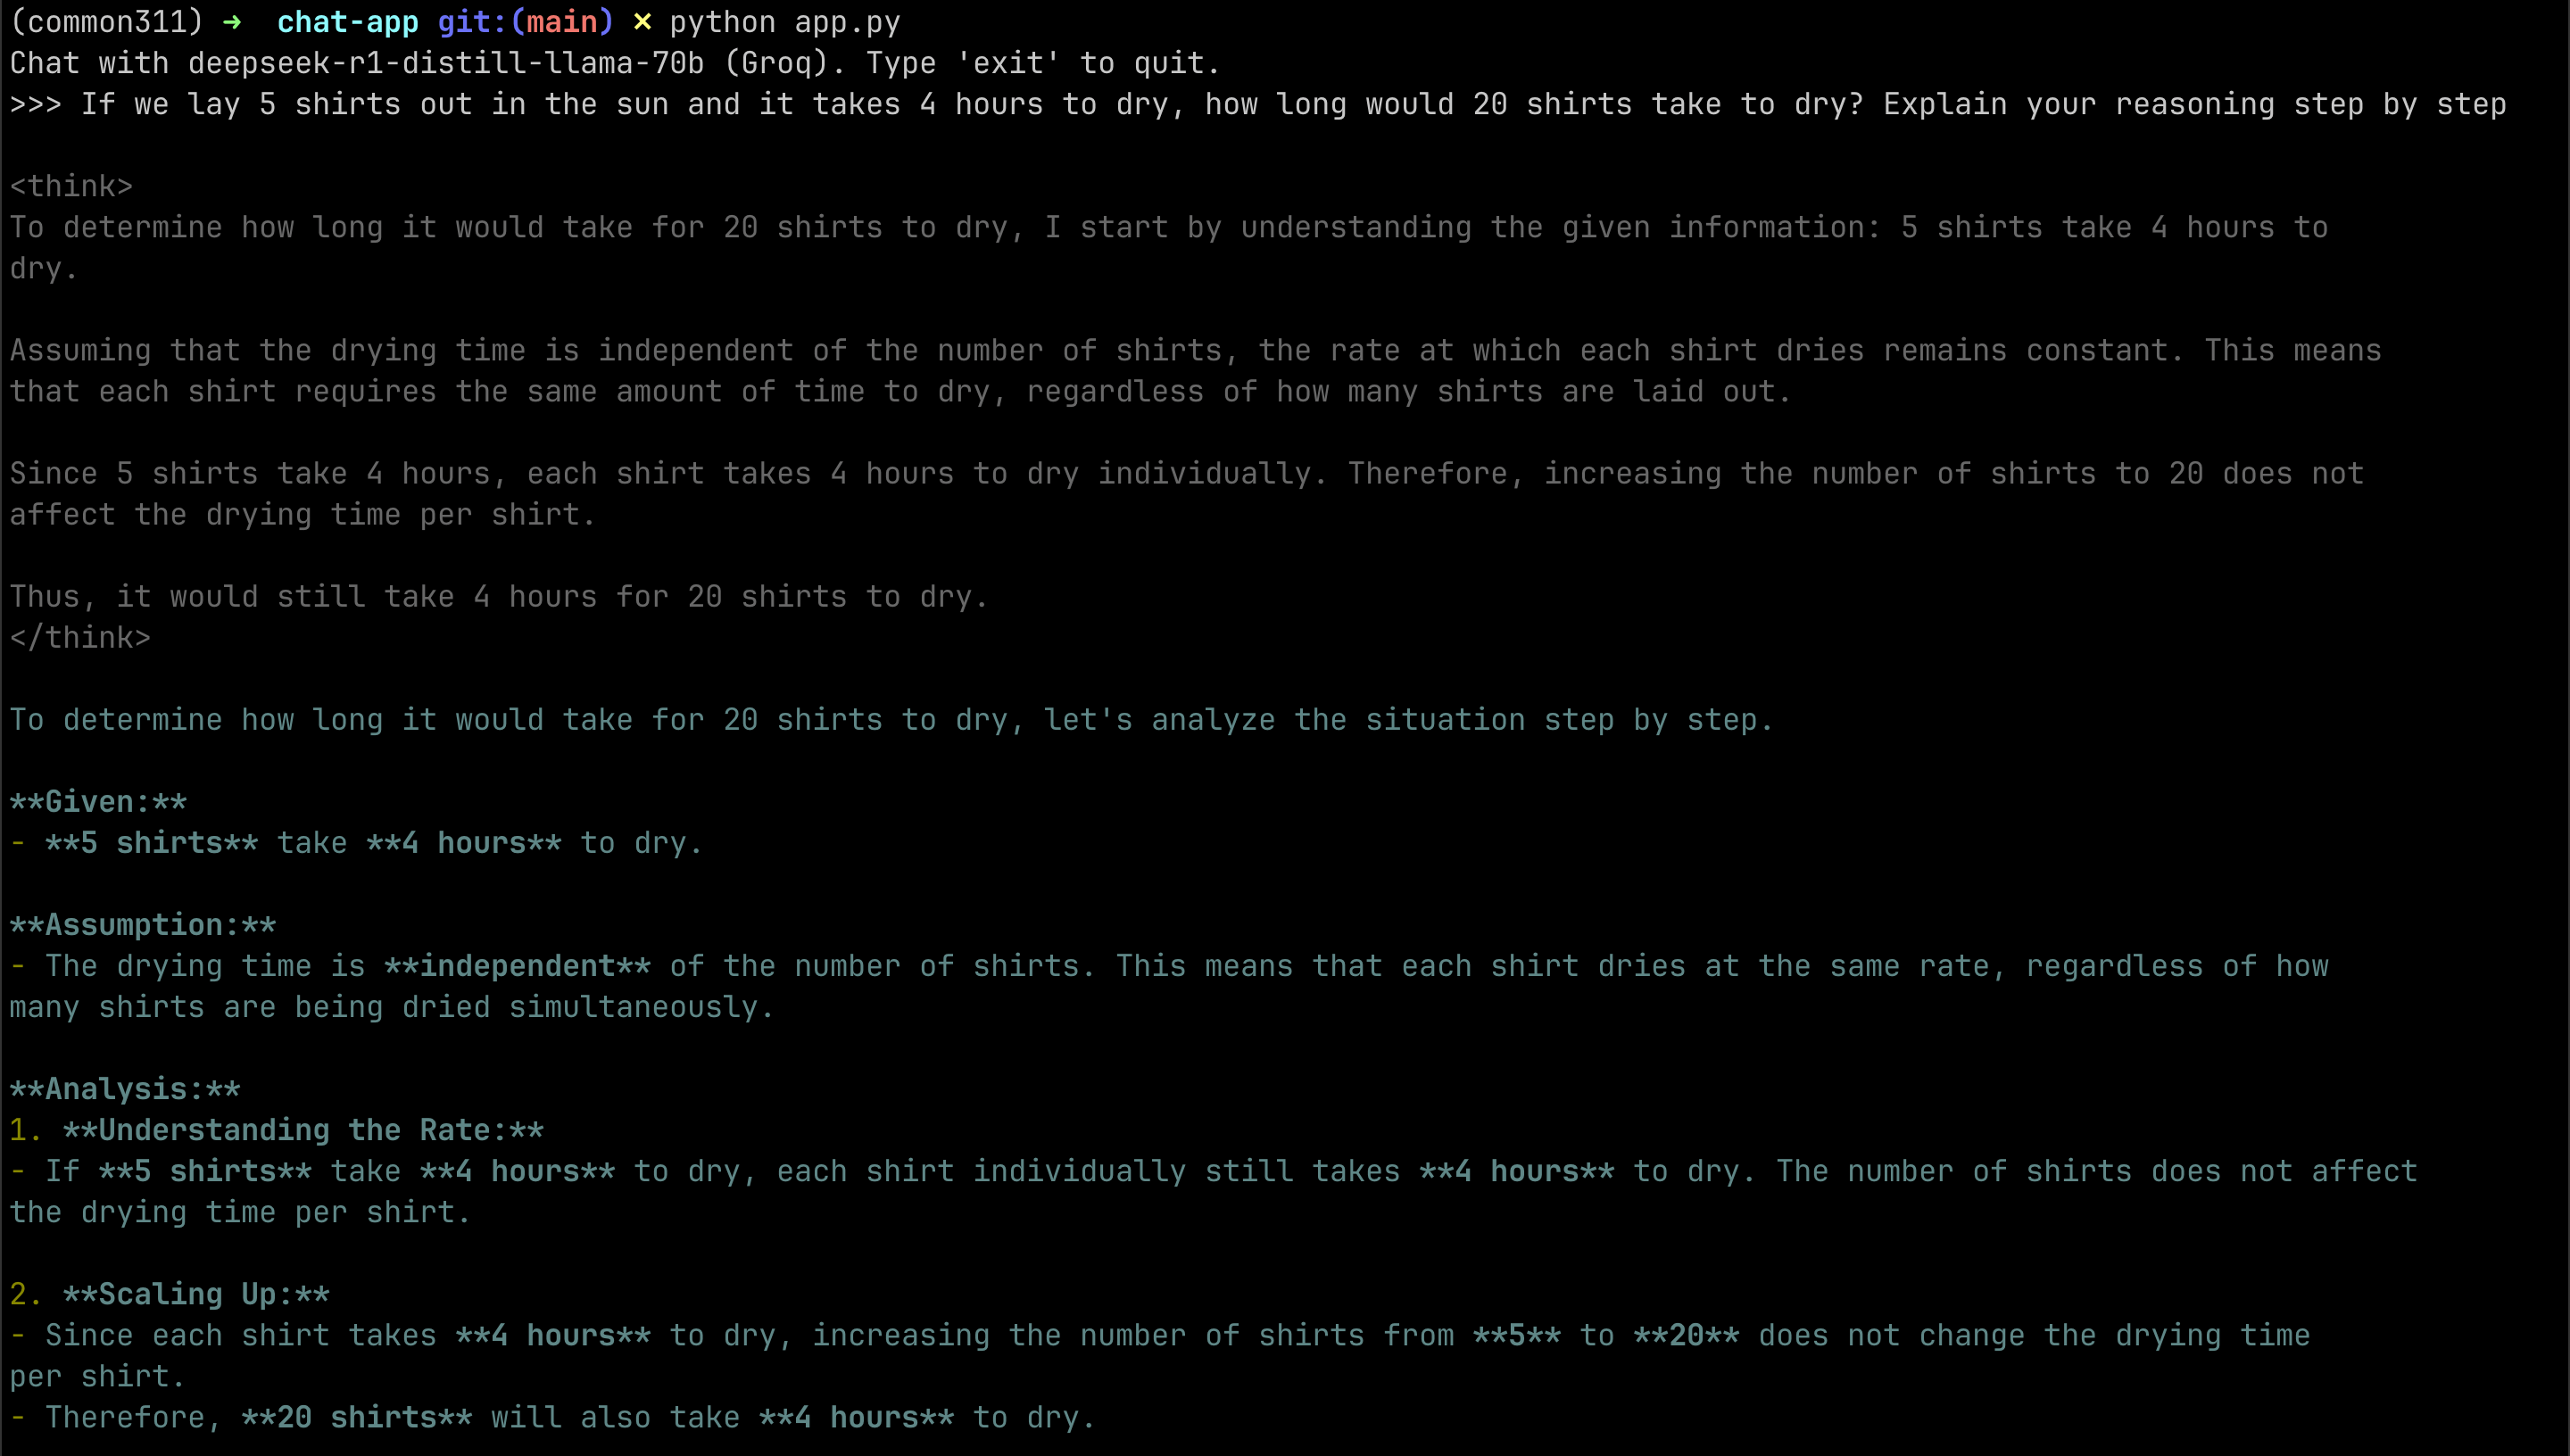 (common311) → chat-app git:(main) × python app.py
Chat with deepseek-r1-distill-llama-70b (Groq). Type 'exit' to quit.
>>> If we lay 5 shirts out in the sun and it takes 4 hours to dry, how long would 20 shirts take to dry? Explain your reasoning step by step
<think>
To determine how long it would take for 20 shirts to dry, I start by understanding the given information: 5 shirts take 4 hours to
dry.
Assuming that the drying time is independent of the number of shirts, the rate at which each shirt dries remains constant. This means
that each shirt requires the same amount of time to dry, regardless of how many shirts are laid out.
Since 5 shirts take 4 hours, each shirt takes 4 hours to dry individually. Therefore, increasing the number of shirts to 20 does not
affect the drying time per shirt.
Thus, it would still take 4 hours for 20 shirts to dry.
</think>
To determine how long it would take for 20 shirts to dry, let's analyze the situation step by step.
**Given:**
- **5 shirts** take **4 hours** to dry.
**Assumption:**
- The drying time is **independent** of the number of shirts. This means that each shirt dries at the same rate, regardless of how
many shirts are being dried simultaneously.
**Analysis:**
1. **Understanding the Rate:**
- If **5 shirts** take **4 hours** to dry, each shirt individually still takes **4 hours** to dry. The number of shirts does not affect
the drying time per shirt.
2. **Scaling Up:**
- Since each shirt takes **4 hours** to dry, increasing the number of shirts from **5** to **20** does not change the drying time
per shirt.
- Therefore, **20 shirts** will also take **4 hours** to dry.